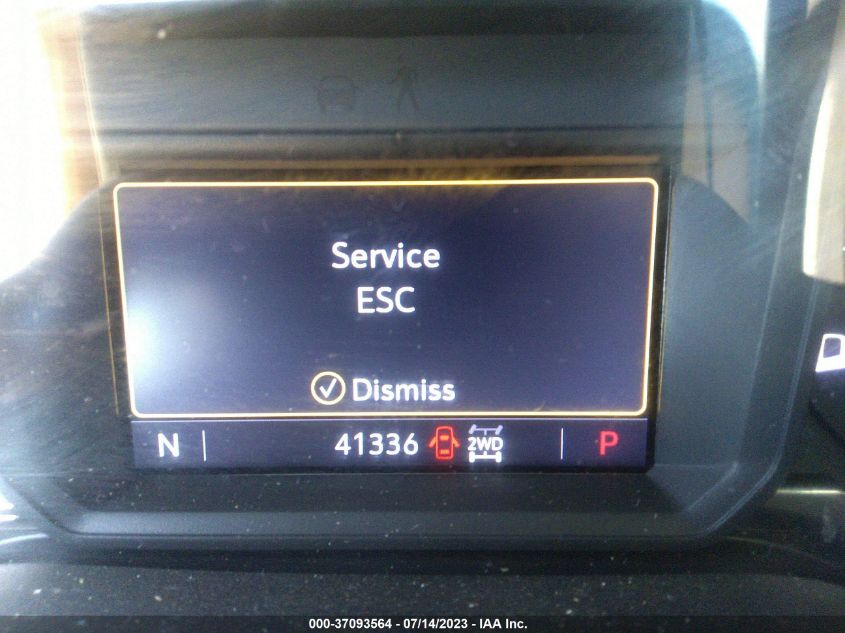 Service
ESC
Dismiss
N 41336 2WD P
000-37093564 - 07/14/2023 - IAA Inc.